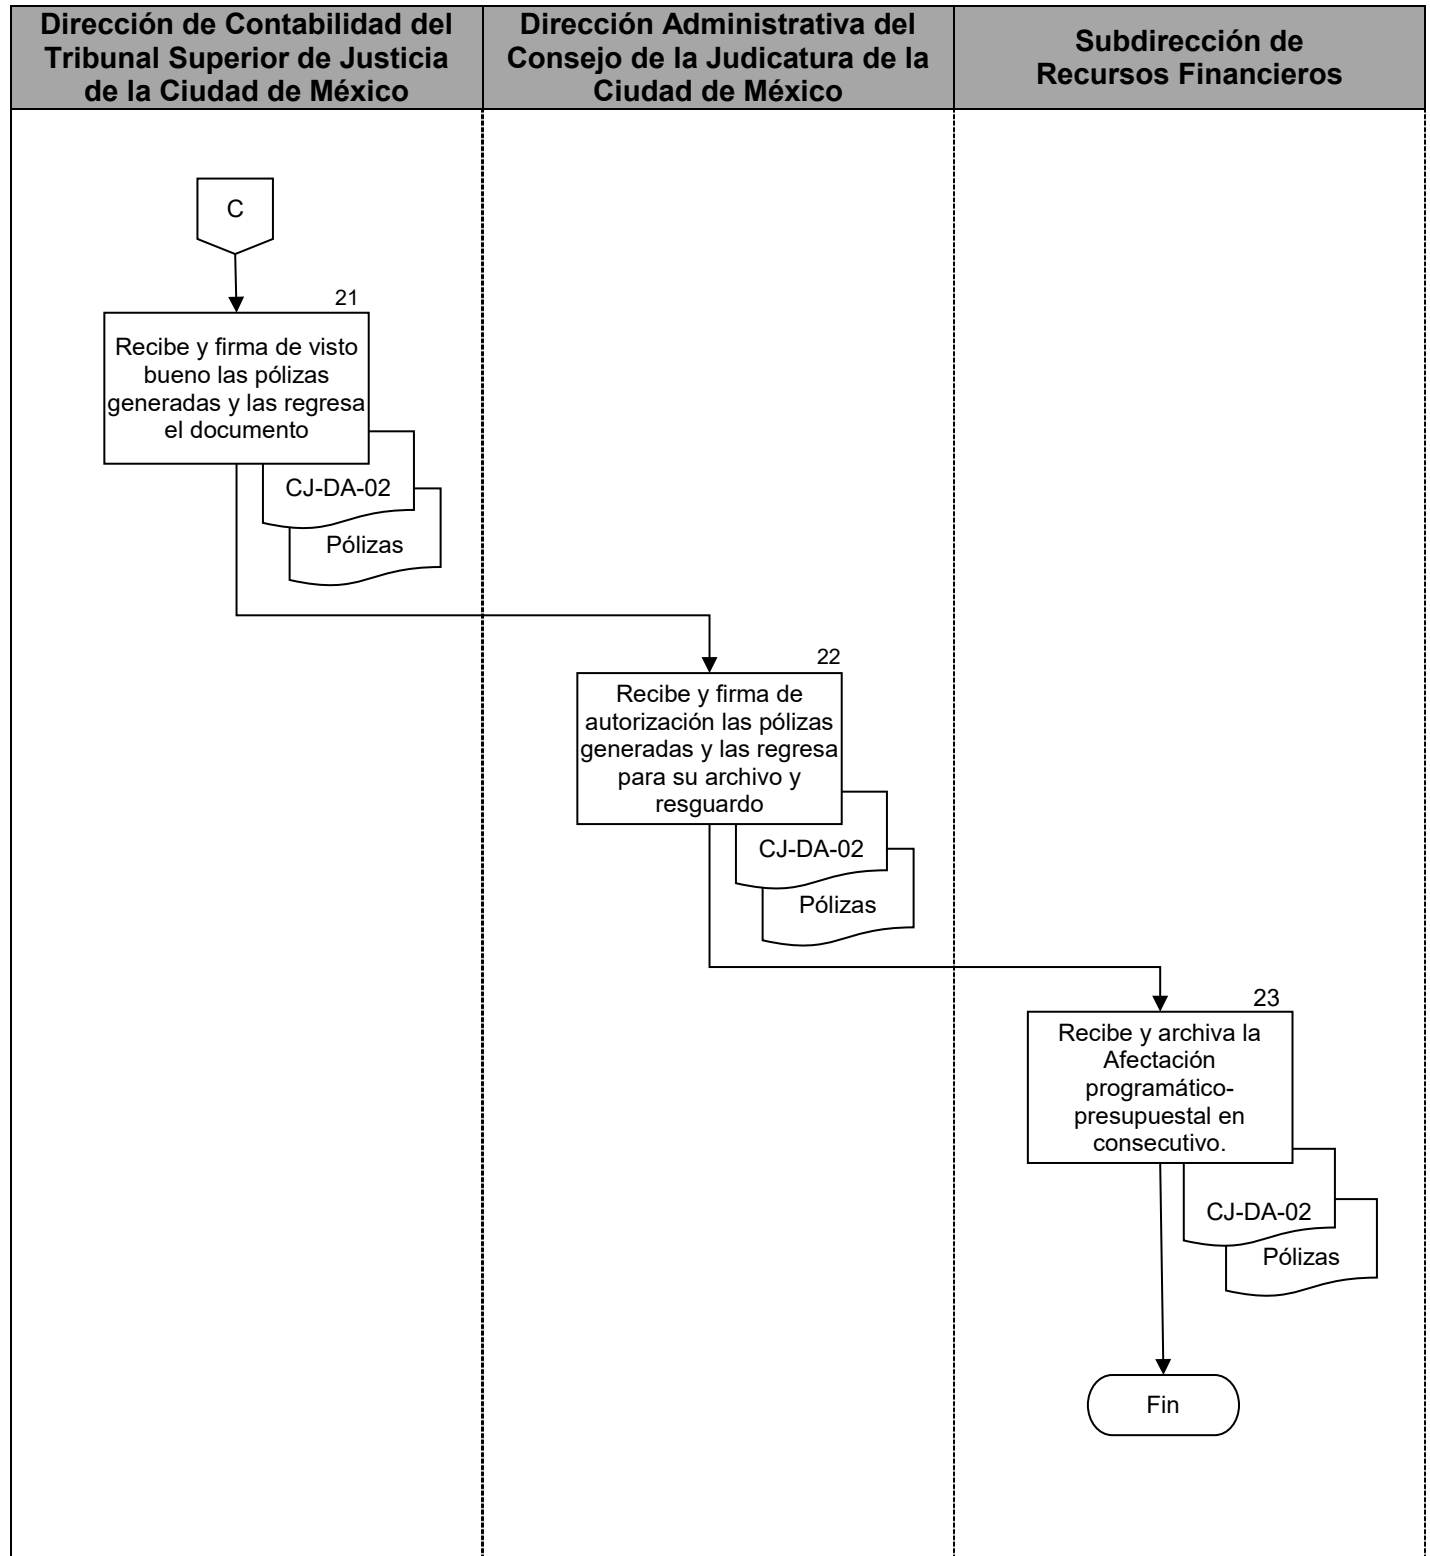 Dirección de Contabilidad del
Tribunal Superior de Justicia
de la Ciudad de México
Dirección Administrativa del
Consejo de la Judicatura de la
Ciudad de México
Subdirección de
Recursos Financieros
C
21
Recibe y firma de visto
bueno las pólizas
generadas y las regresa
el documento
CJ-DA-02
Pólizas
22
Recibe y firma de
autorización las pólizas
generadas y las regresa
para su archivo y
resguardo
CJ-DA-02
Pólizas
23
Recibe y archiva la
Afectación
programático-
presupuestal en
consecutivo.
CJ-DA-02
Pólizas
Fin